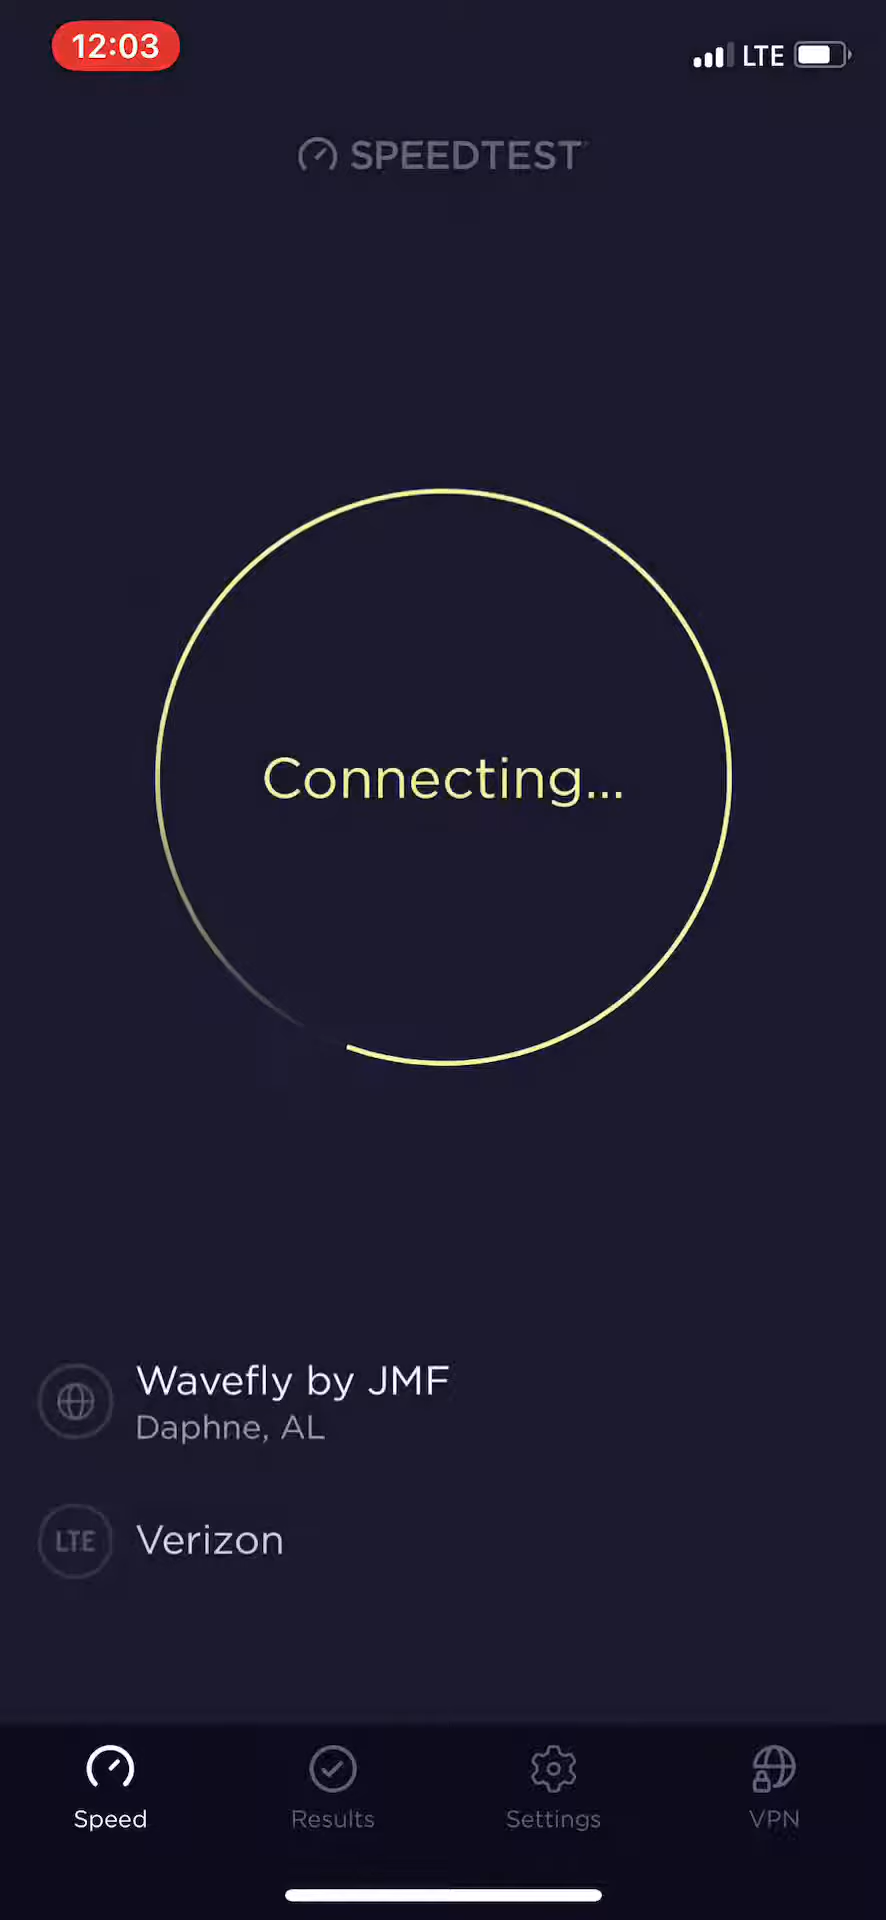 12:03
LTE
SPEEDTEST
Connecting...
Wavefly by JMF
Daphne, AL
LTE
Verizon
Speed
Results
Settings
VPN